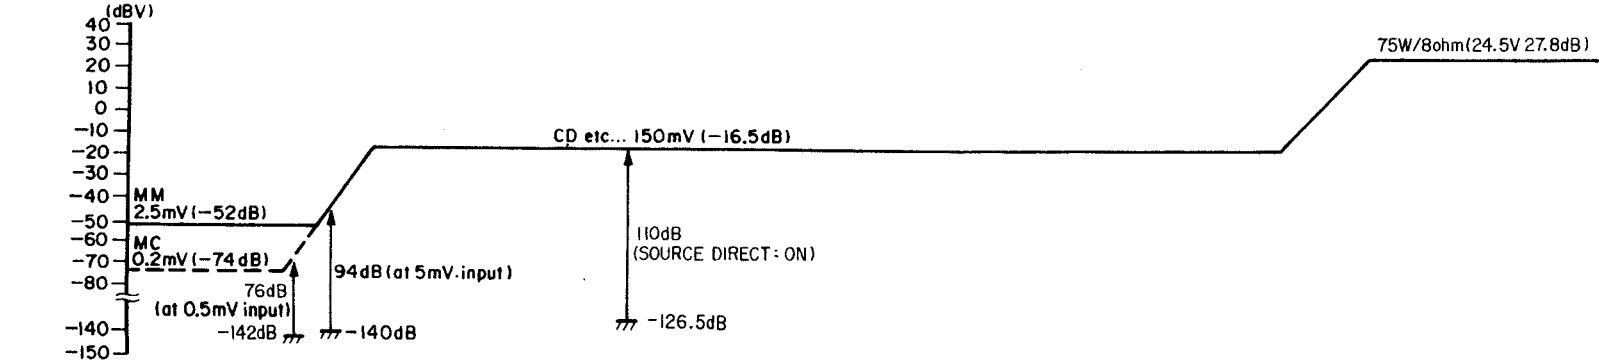 (dBV)
40
30
20
10
0
-10
-20
-30
-40
-50
-60
-70
-80
-140
-150
MM
2.5mV(-52dB)
MC
0.2mV(-74dB)
76dB
(at 0.5mV input)
-142dB
94dB(at 5mV.input)
-140dB
CD etc... 150mV (-16.5dB)
110dB
(SOURCE DIRECT: ON)
-126.5dB
75W/8ohm(24.5V 27.8dB)